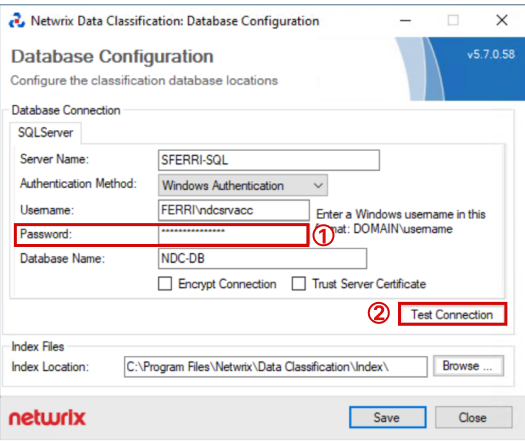 Netwrix Data Classification: Database Configuration
Database Configuration
v5.7.0.58
Configure the classification database locations
Database Connection
SQLServer
Server Name: SFERRI-SQL
Authentication Method: Windows Authentication
Username: FERRI\ndcsrvacc
Enter a Windows username in this
Password: *************** ① format: DOMAIN\username
Database Name: NDC-DB
Encrypt Connection Trust Server Certificate
② Test Connection
Index Files
Index Location: C:\Program Files\Netwrix\Data Classification\Index\ Browse ...
netwrix Save Close